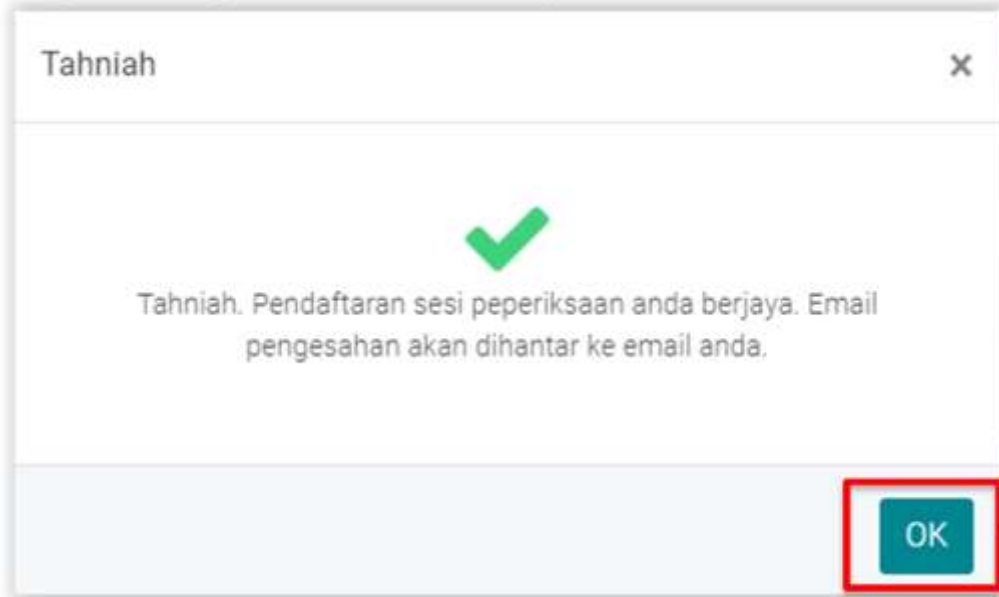 Tahniah
Tahniah. Pendaftaran sesi peperiksaan anda berjaya. Email
pengesahan akan dihantar ke email anda.
OK